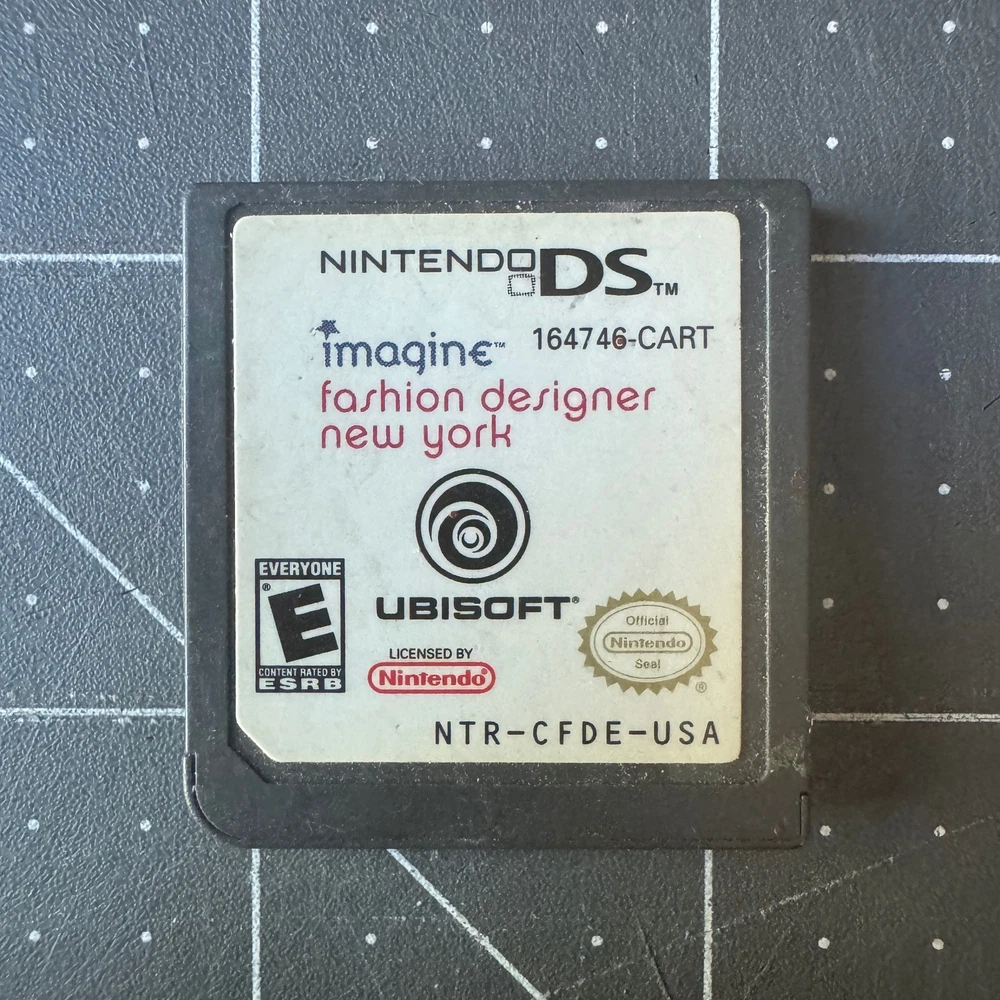 NINTENDO DS™
imagine™ 164746-CART
fashion designer
new york
EVERYONE
®
E
CONTENT RATED BY
ESRB
UBISOFT®
LICENSED BY
Nintendo®
Official
Nintendo
Seal
®
NTR-CFDE-USA